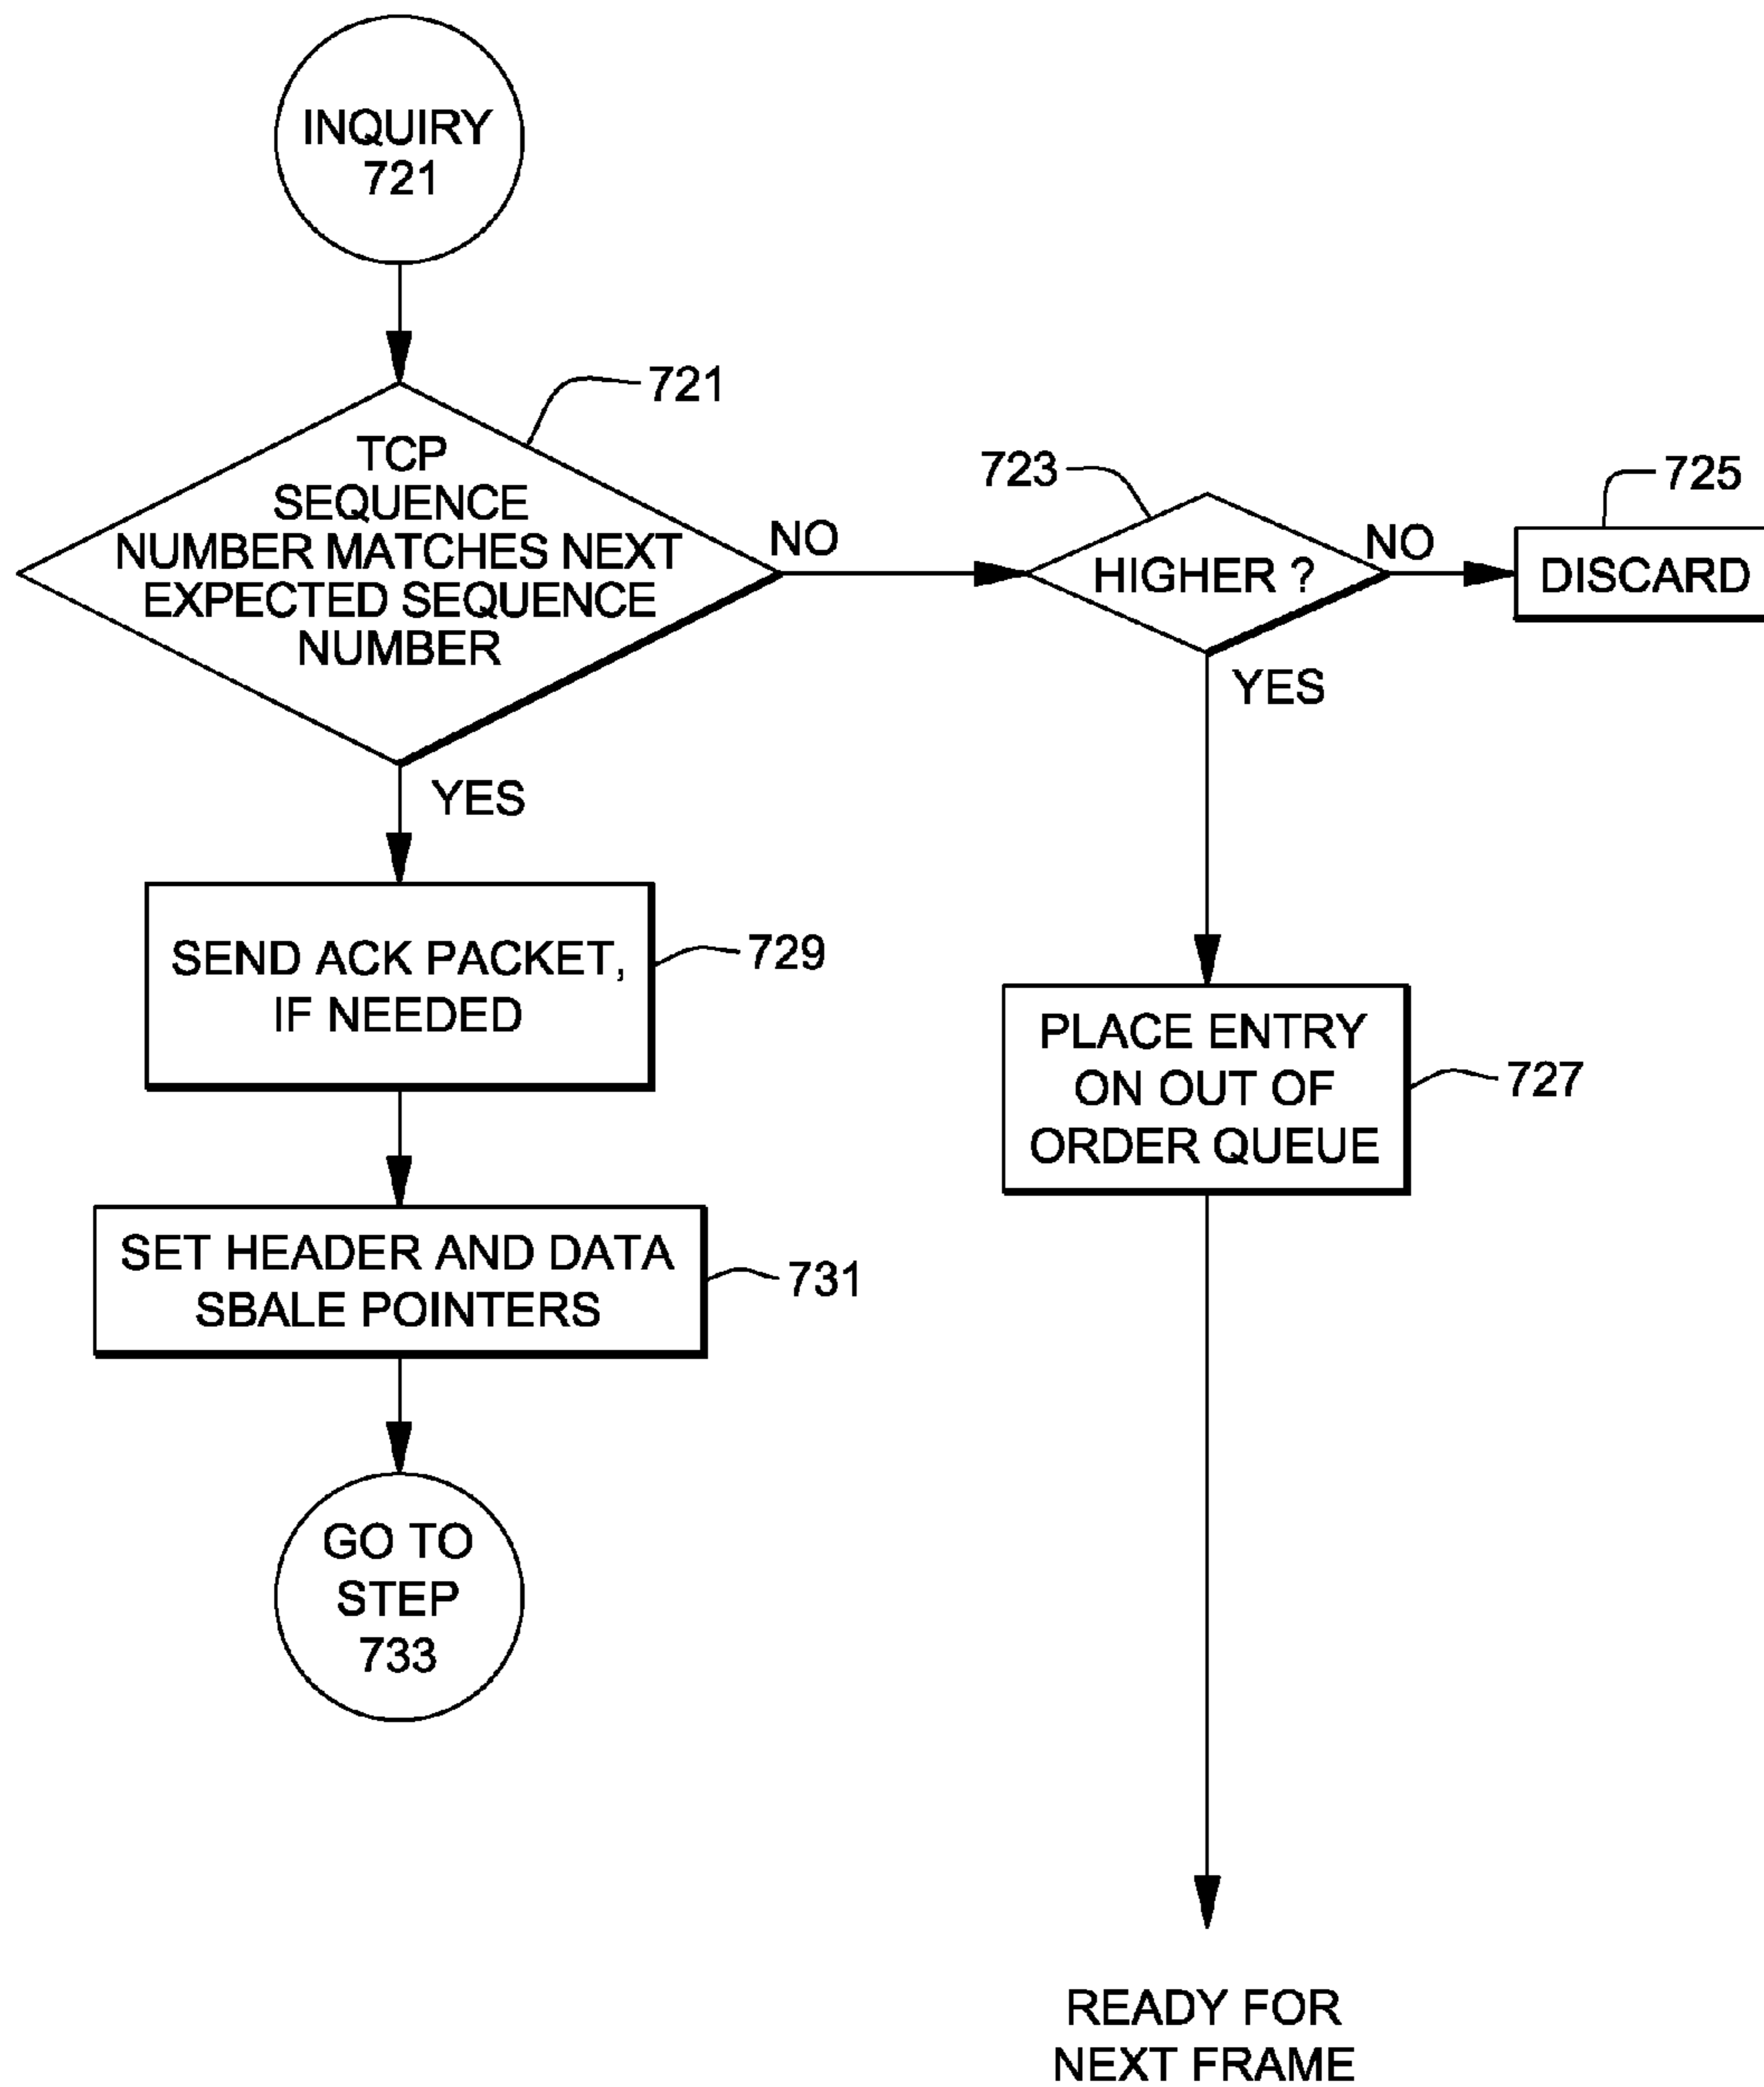 INQUIRY
721
721
TCP
SEQUENCE
NUMBER MATCHES NEXT
EXPECTED SEQUENCE
NUMBER
NO
723
HIGHER ?
NO
725
DISCARD
YES
YES
SEND ACK PACKET,
IF NEEDED
729
PLACE ENTRY
ON OUT OF
ORDER QUEUE
727
SET HEADER AND DATA
SBALE POINTERS
731
GO TO
STEP
733
READY FOR
NEXT FRAME